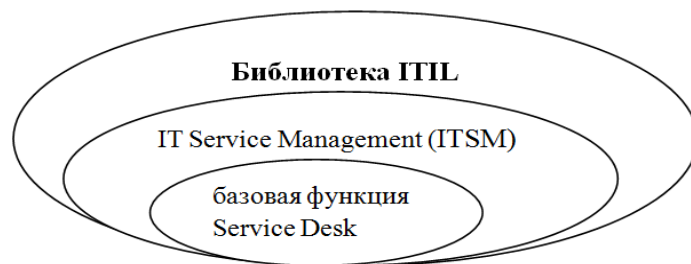 Библиотека ITIL
IT Service Management (ITSM)
базовая функция
Service Desk